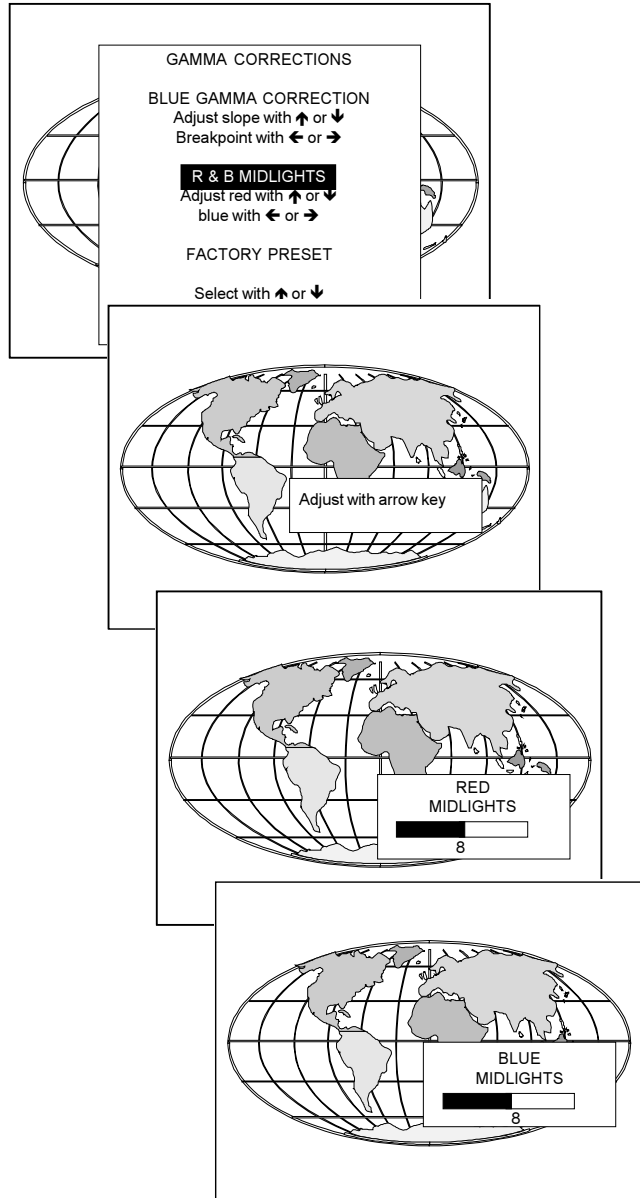 GAMMA CORRECTIONS
BLUE GAMMA CORRECTION
Adjust slope with ↑ or ↓
Breakpoint with ← or →
R & B MIDLIGHTS
Adjust red with ↑ or ↓
blue with ← or →
FACTORY PRESET
Select with ↑ or ↓
Adjust with arrow key
RED
MIDLIGHTS
8
BLUE
MIDLIGHTS
8